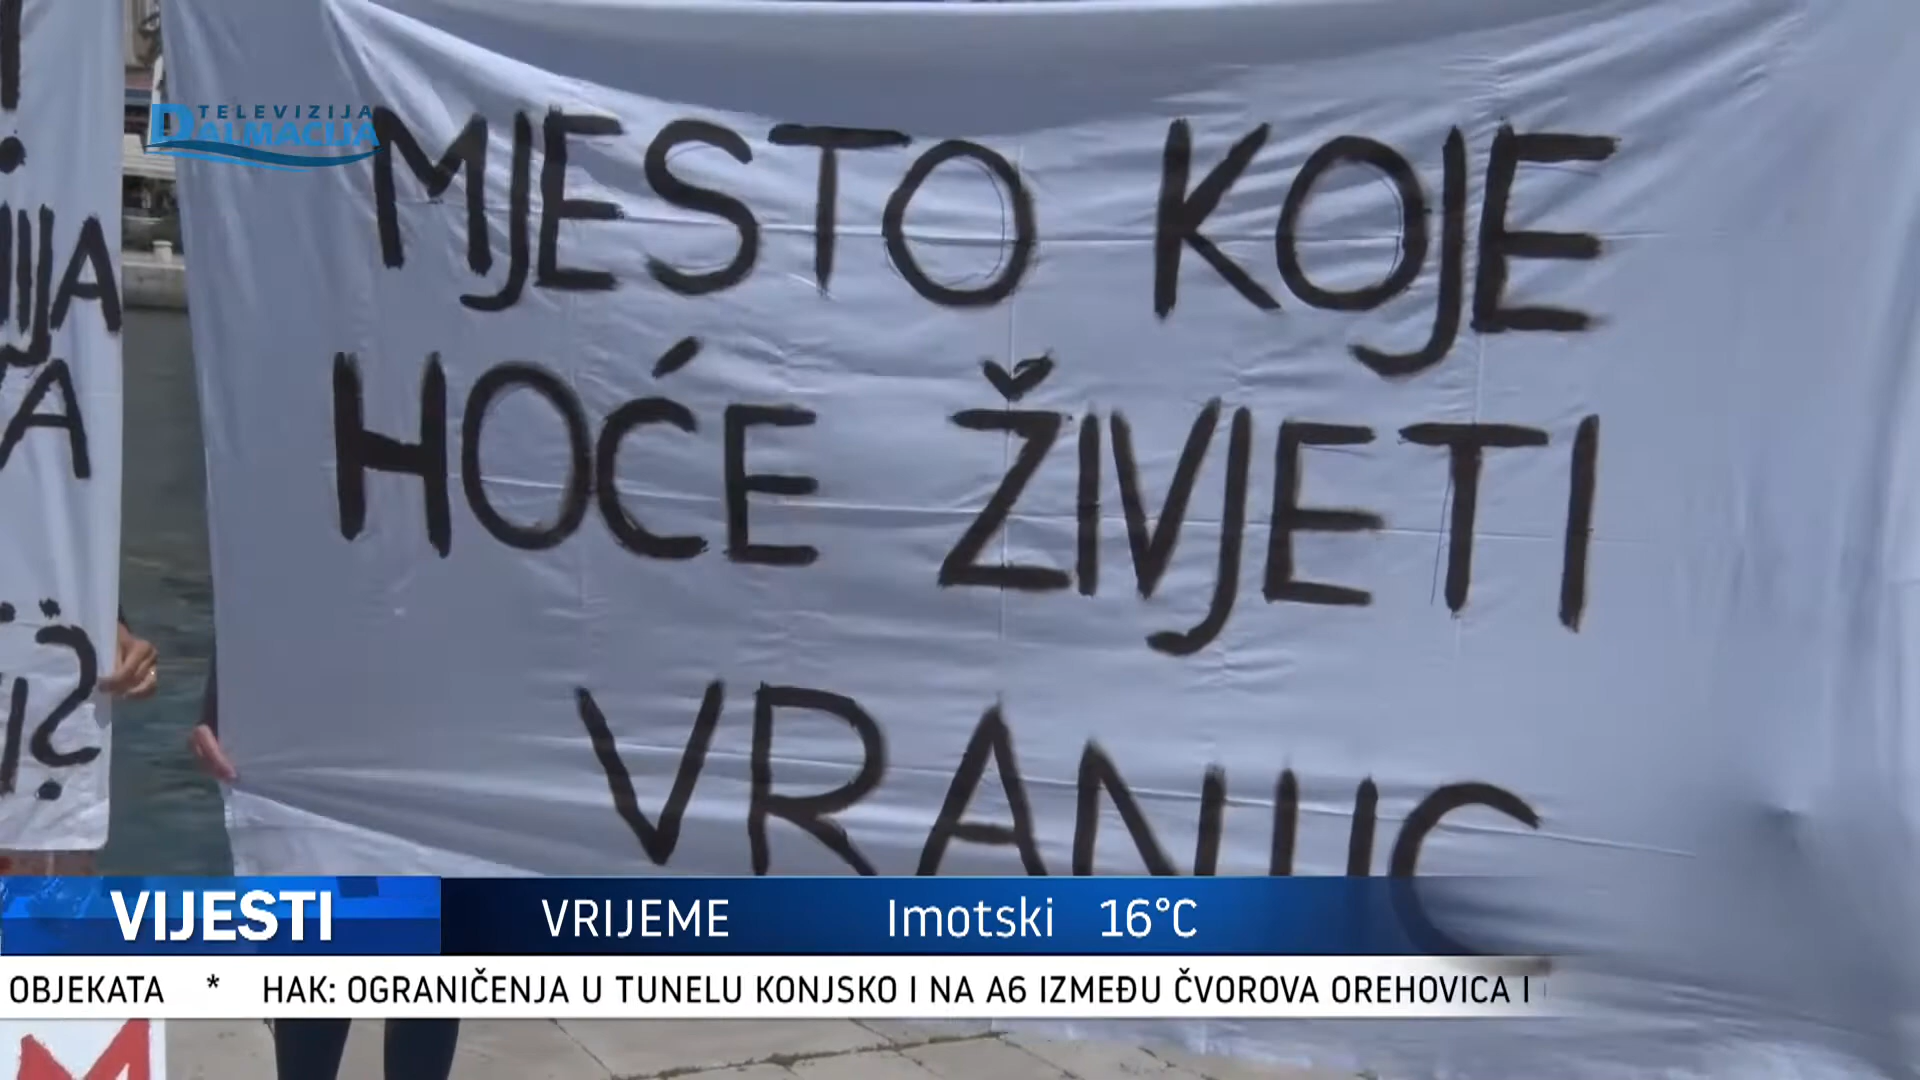 TELEVIZIJA
DALMACIJA
MJESTO KOJE
HOĆE ŽIVJETI
VRANJIC
VIJESTI
VRIJEME Imotski 16°C
OBJEKATA * HAK: OGRANIČENJA U TUNELU KONJSKO I NA A6 IZMEĐU ČVOROVA OREHOVICA I